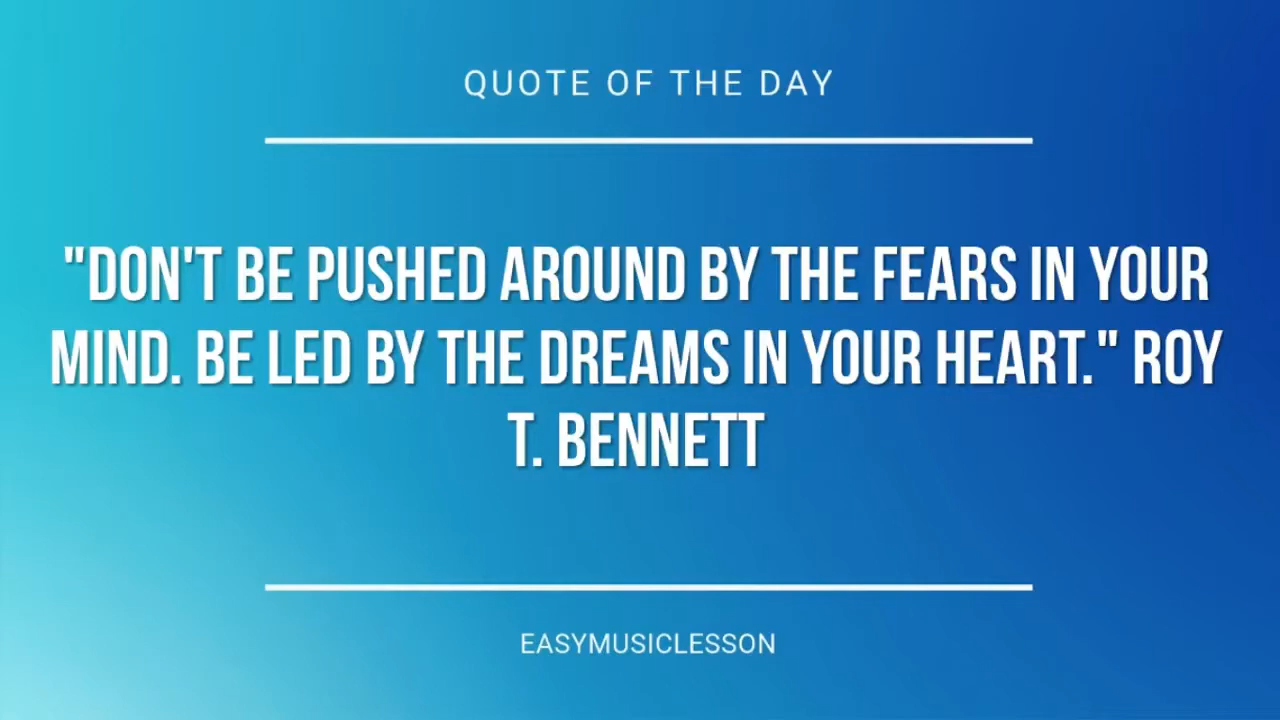 QUOTE OF THE DAY
"DON'T BE PUSHED AROUND BY THE FEARS IN YOUR
MIND. BE LED BY THE DREAMS IN YOUR HEART." ROY
T. BENNETT
EASYMUSICLESSON